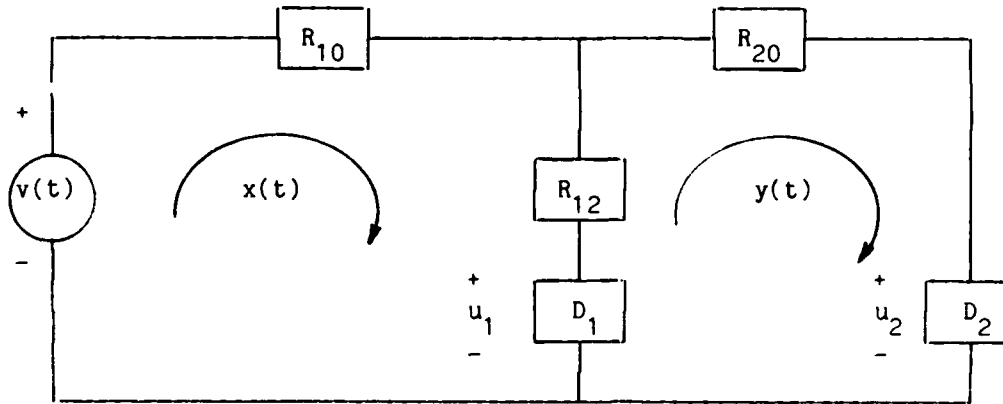 R10
R20
+
v(t)
-
x(t)
R12
y(t)
+
u1
-
D1
+
u2
-
D2